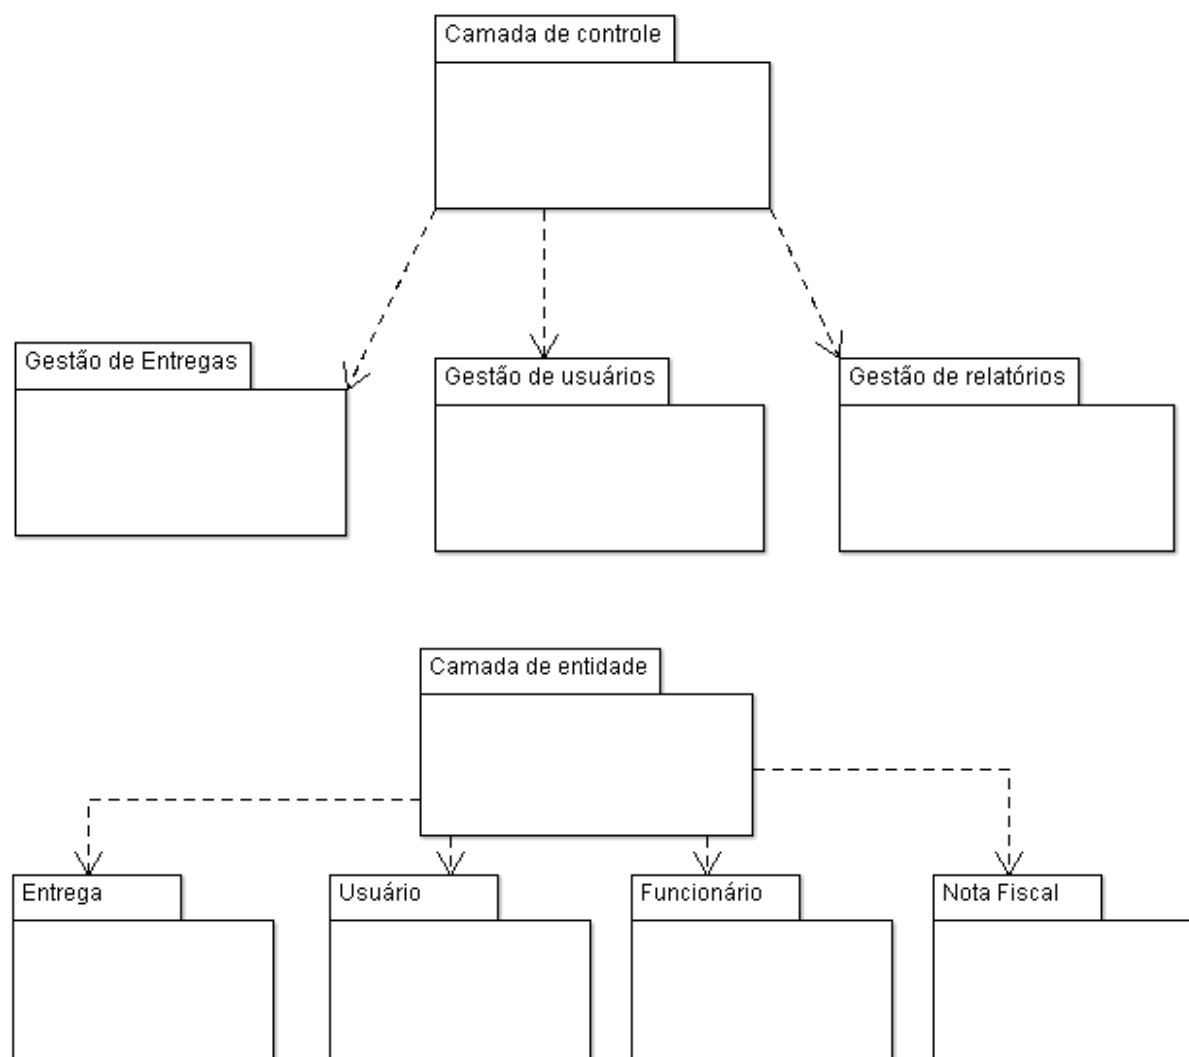 Camada de controle
Gestão de Entregas
Gestão de usuários
Gestão de relatórios
Camada de entidade
Entrega
Usuário
Funcionário
Nota Fiscal